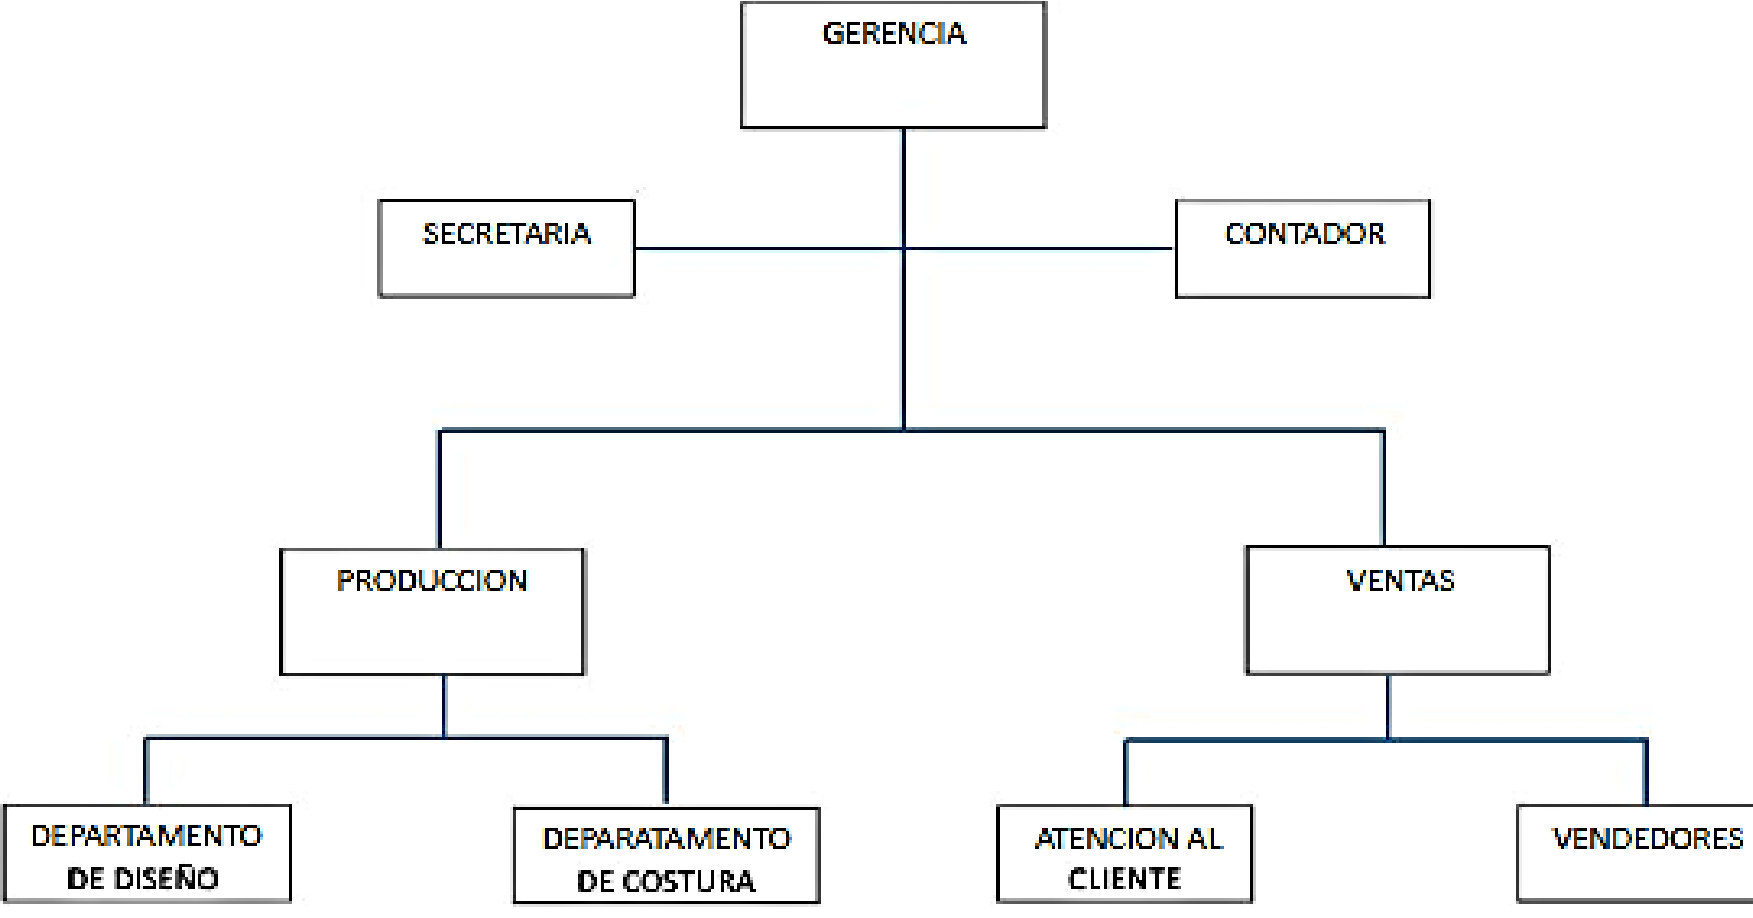 GERENCIA
SECRETARIA
CONTADOR
PRODUCCION
VENTAS
DEPARTAMENTO
DE DISEÑO
DEPARATAMENTO
DE COSTURA
ATENCION AL
CLIENTE
VENDEDORES